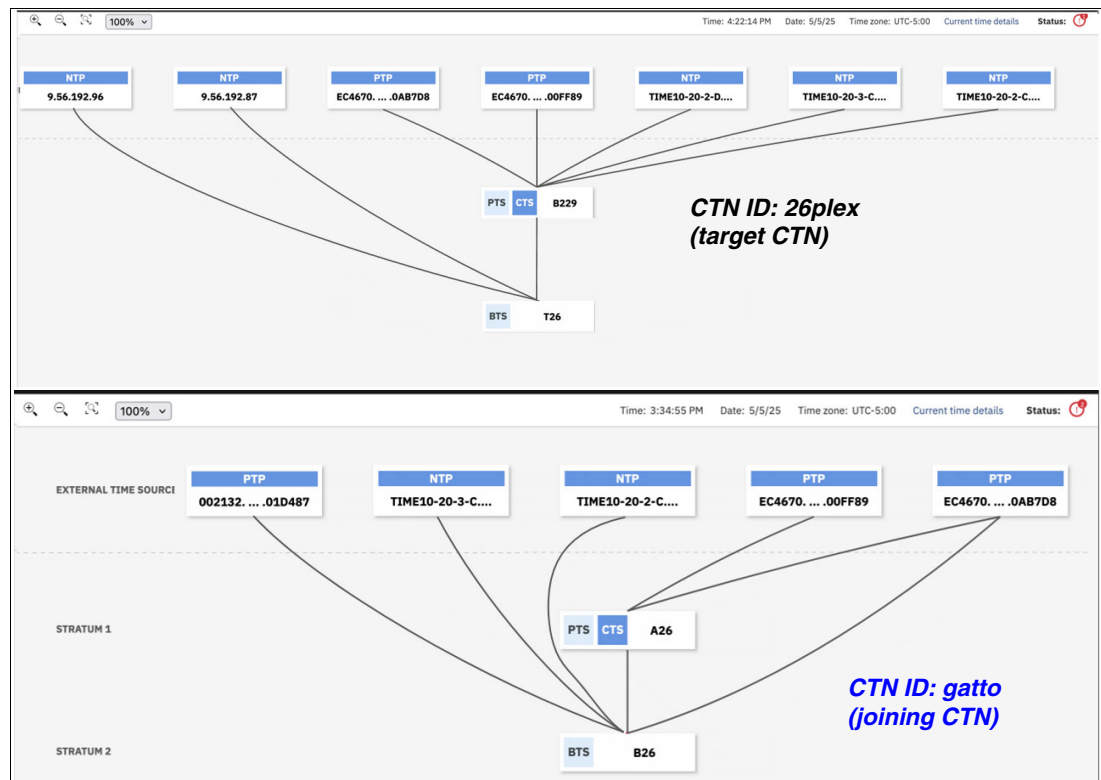 100%
Time: 4:22:14 PM Date: 5/5/25 Time zone: UTC-5:00 Current time details Status:
NTP NTP PTP PTP NTP NTP NTP
9.56.192.96 9.56.192.87 EC4670. ... .0AB7D8 EC4670. ... .00FF89 TIME10-20-2-D.... TIME10-20-3-C.... TIME10-20-2-C....
PTS CTS B229
CTN ID: 26plex
(target CTN)
BTS T26
100%
Time: 3:34:55 PM Date: 5/5/25 Time zone: UTC-5:00 Current time details Status:
EXTERNAL TIME SOURCE
PTP NTP NTP PTP PTP
002132. ... .01D487 TIME10-20-3-C.... TIME10-20-2-C.... EC4670. ... .00FF89 EC4670. ... .0AB7D8
STRATUM 1
PTS CTS A26
CTN ID: gatto
(joining CTN)
STRATUM 2
BTS B26